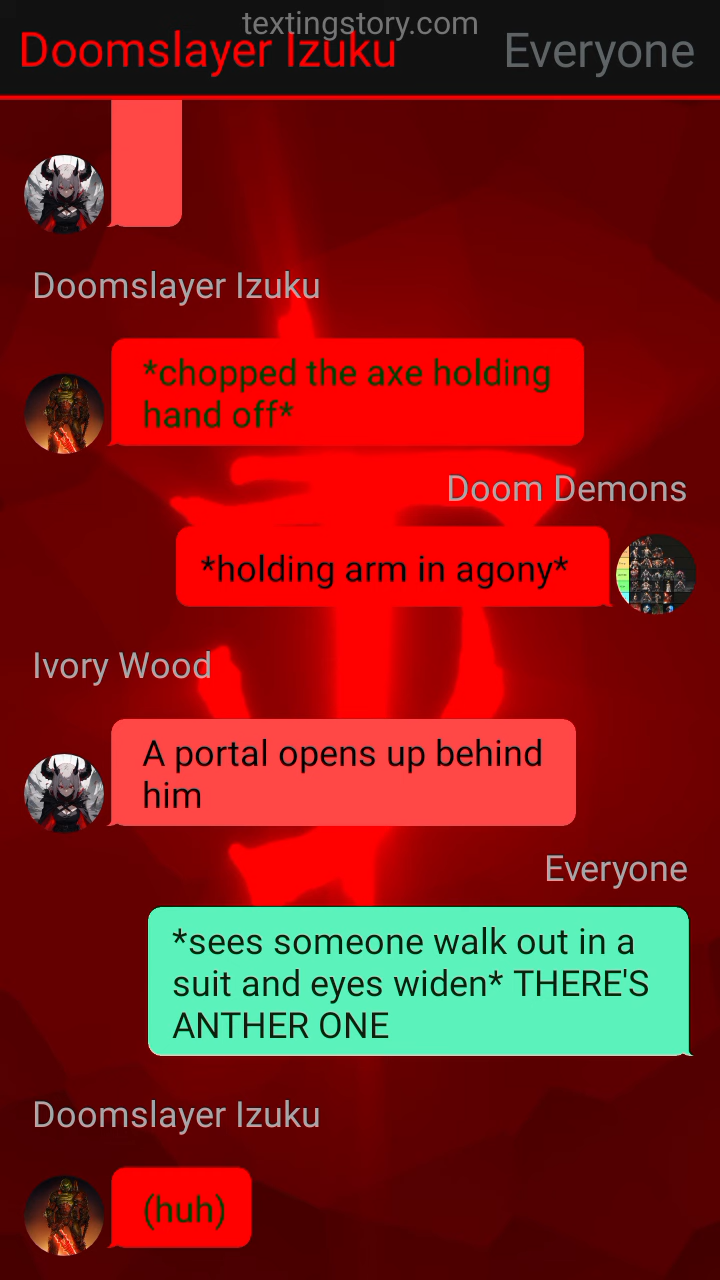 textingstory.com
Doomslayer Izuku
Everyone
Doomslayer Izuku
*chopped the axe holding
hand off*
Doom Demons
*holding arm in agony*
Ivory Wood
A portal opens up behind
him
Everyone
*sees someone walk out in a
suit and eyes widen* THERE'S
ANTHER ONE
Doomslayer Izuku
(huh)